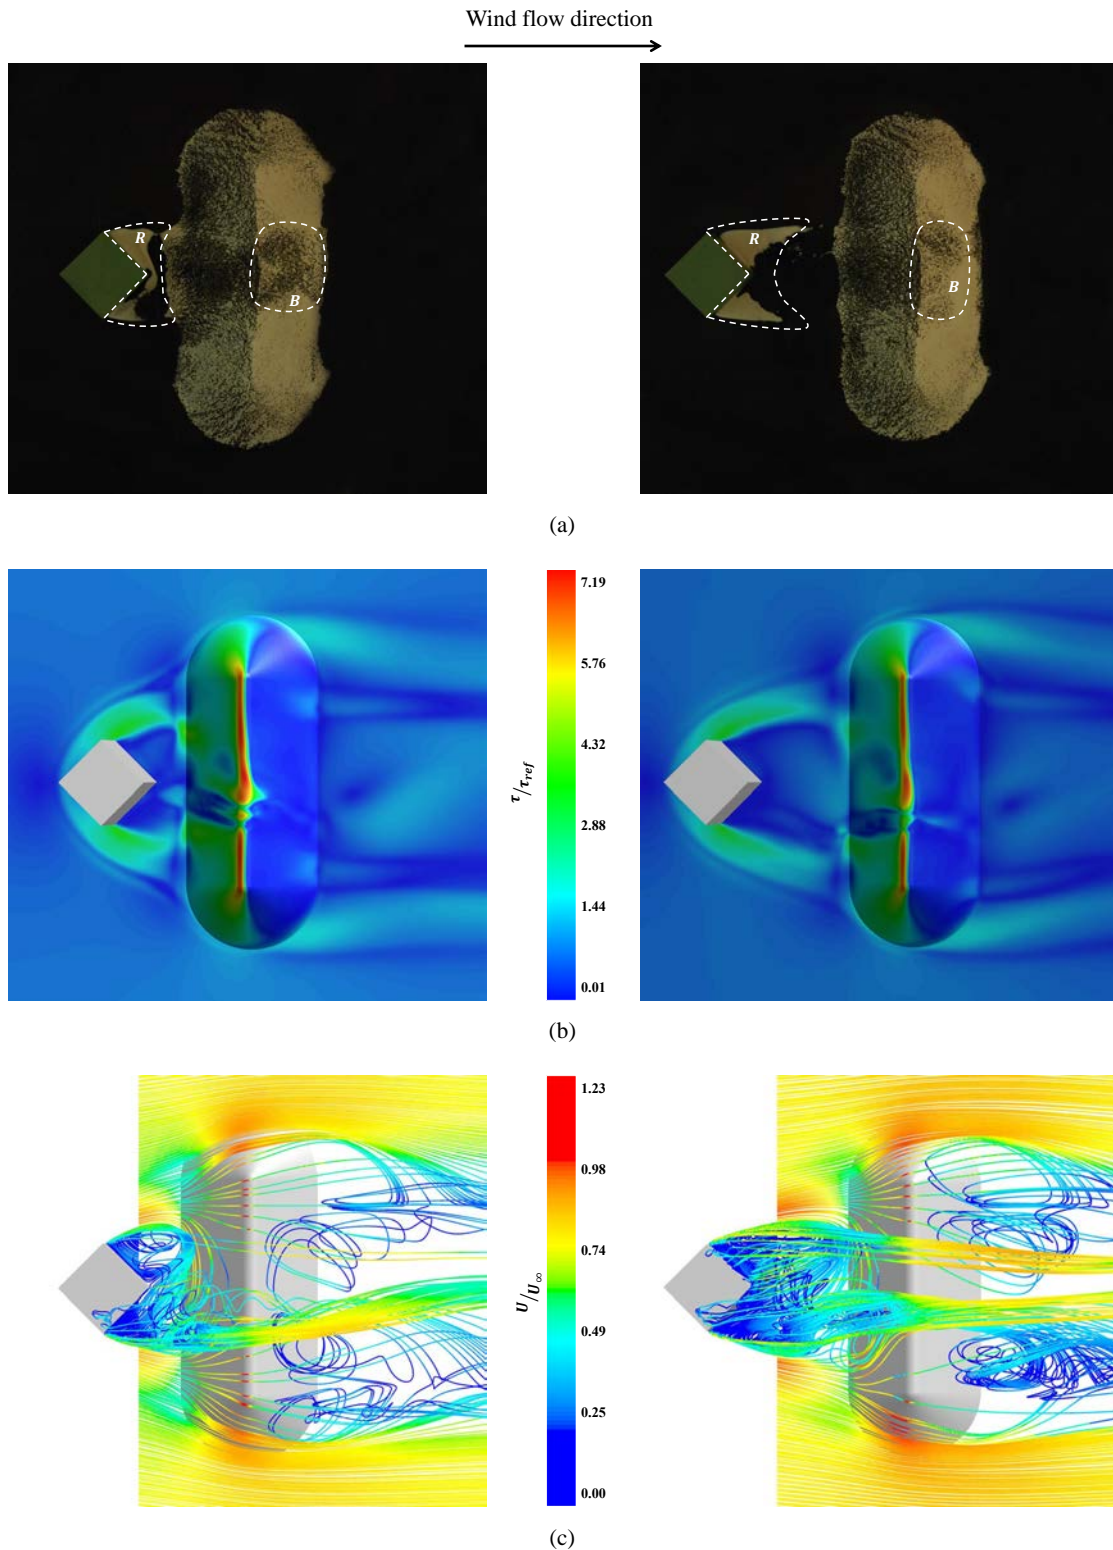 Wind flow direction
R
B
R
B
(a)
7.19
5.76
4.32
2.88
1.44
0.01
τ/τref
(b)
1.23
0.98
0.74
0.49
0.25
0.00
U/U∞
(c)